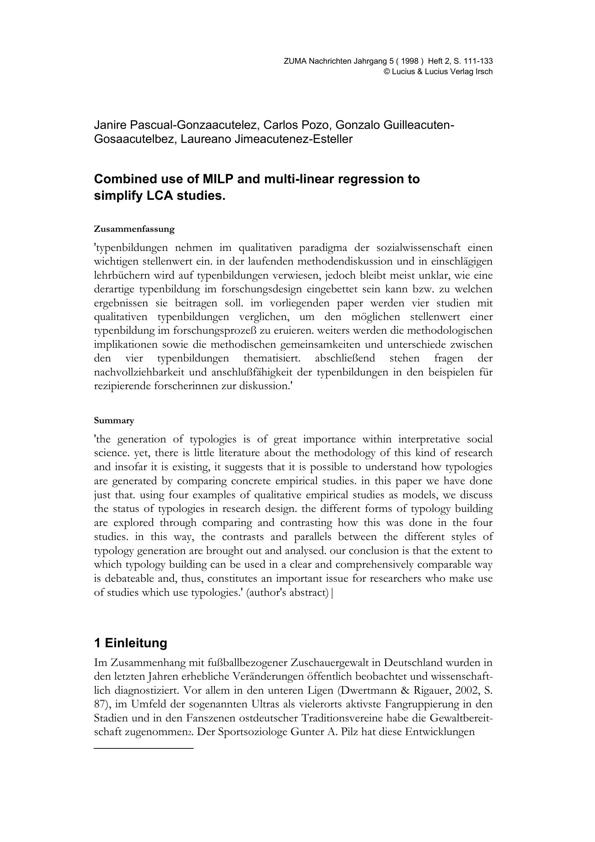 ZUMA Nachrichten Jahrgang 5 ( 1998 )  Heft 2, S. 111-133
© Lucius & Lucius Verlag Irsch
Janire Pascual-Gonzaacutelez, Carlos Pozo, Gonzalo Guilleacuten-
Gosaacutelbez, Laureano Jimeacutenez-Esteller
Combined use of MILP and multi-linear regression to
simplify LCA studies.
Zusammenfassung
'typenbildungen nehmen im qualitativen paradigma der sozialwissenschaft einen
wichtigen stellenwert ein. in der laufenden methodendiskussion und in einschlägigen
lehrbüchern wird auf typenbildungen verwiesen, jedoch bleibt meist unklar, wie eine
derartige typenbildung im forschungsdesign eingebettet sein kann bzw. zu welchen
ergebnissen sie beitragen soll. im vorliegenden paper werden vier studien mit
qualitativen typenbildungen verglichen, um den möglichen stellenwert einer
typenbildung im forschungsprozeß zu eruieren. weiters werden die methodologischen
implikationen sowie die methodischen gemeinsamkeiten und unterschiede zwischen
den vier typenbildungen thematisiert. abschließend stehen fragen der
nachvollziehbarkeit und anschlußfähigkeit der typenbildungen in den beispielen für
rezipierende forscherinnen zur diskussion.'
Summary
'the generation of typologies is of great importance within interpretative social
science. yet, there is little literature about the methodology of this kind of research
and insofar it is existing, it suggests that it is possible to understand how typologies
are generated by comparing concrete empirical studies. in this paper we have done
just that. using four examples of qualitative empirical studies as models, we discuss
the status of typologies in research design. the different forms of typology building
are explored through comparing and contrasting how this was done in the four
studies. in this way, the contrasts and parallels between the different styles of
typology generation are brought out and analysed. our conclusion is that the extent to
which typology building can be used in a clear and comprehensively comparable way
is debateable and, thus, constitutes an important issue for researchers who make use
of studies which use typologies.' (author's abstract)|
1 Einleitung
Im Zusammenhang mit fußballbezogener Zuschauergewalt in Deutschland wurden in
den letzten Jahren erhebliche Veränderungen öffentlich beobachtet und wissenschaft-
lich diagnostiziert. Vor allem in den unteren Ligen (Dwertmann & Rigauer, 2002, S.
87), im Umfeld der sogenannten Ultras als vielerorts aktivste Fangruppierung in den
Stadien und in den Fanszenen ostdeutscher Traditionsvereine habe die Gewaltbereit-
schaft zugenommen2. Der Sportsoziologe Gunter A. Pilz hat diese Entwicklungen